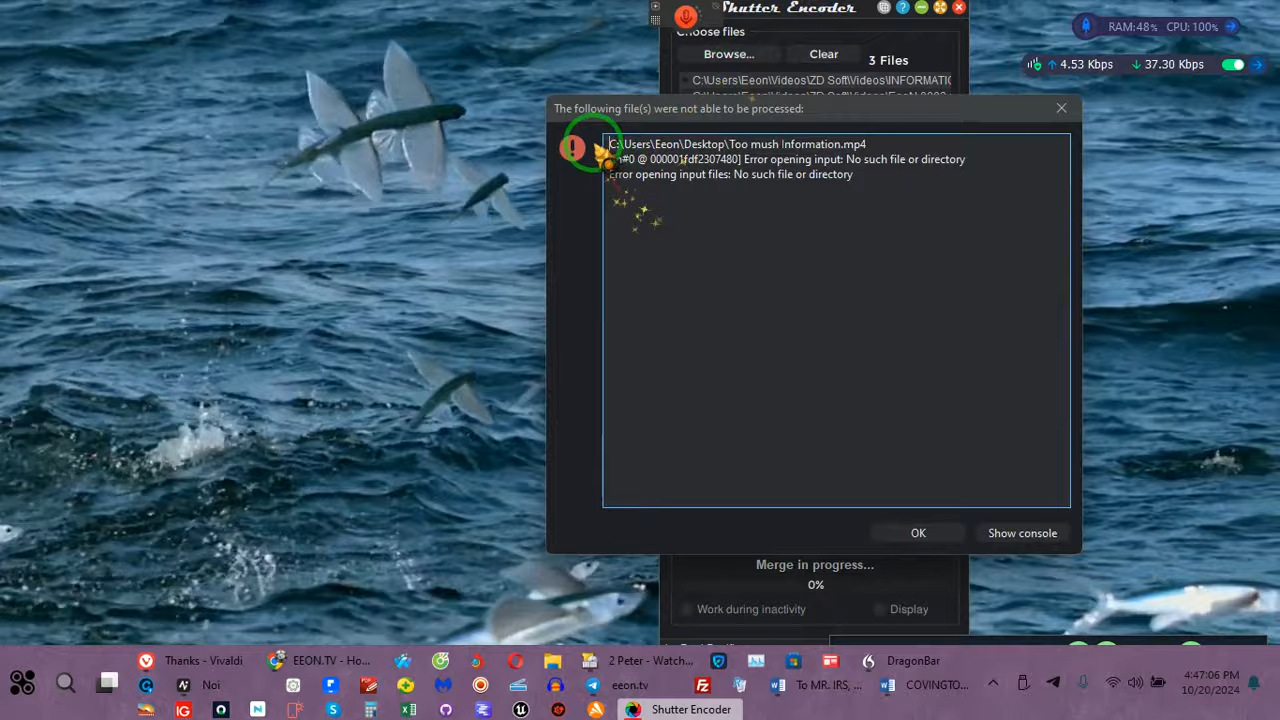 Shutter Encoder
RAM:48% CPU: 100%
Choose files
Browse... Clear 3 Files
4.53 Kbps 37.30 Kbps
C:\Users\Eeon\Videos\ZD Soft\Videos\INFORMATIO
The following file(s) were not able to be processed:
C:\Users\Eeon\Desktop\Too mush Information.mp4
@ 000001fdf2307480] Error opening input: No such file or directory
Error opening input files: No such file or directory
OK Show console
Merge in progress...
0%
Work during inactivity Display
Thanks - Vivaldi EEON.TV - Ho... 2 Peter - Watch... DragonBar
Noi eeon.tv To MR. IRS, ... COVINGTO...
4:47:06 PM
10/20/2024
Shutter Encoder